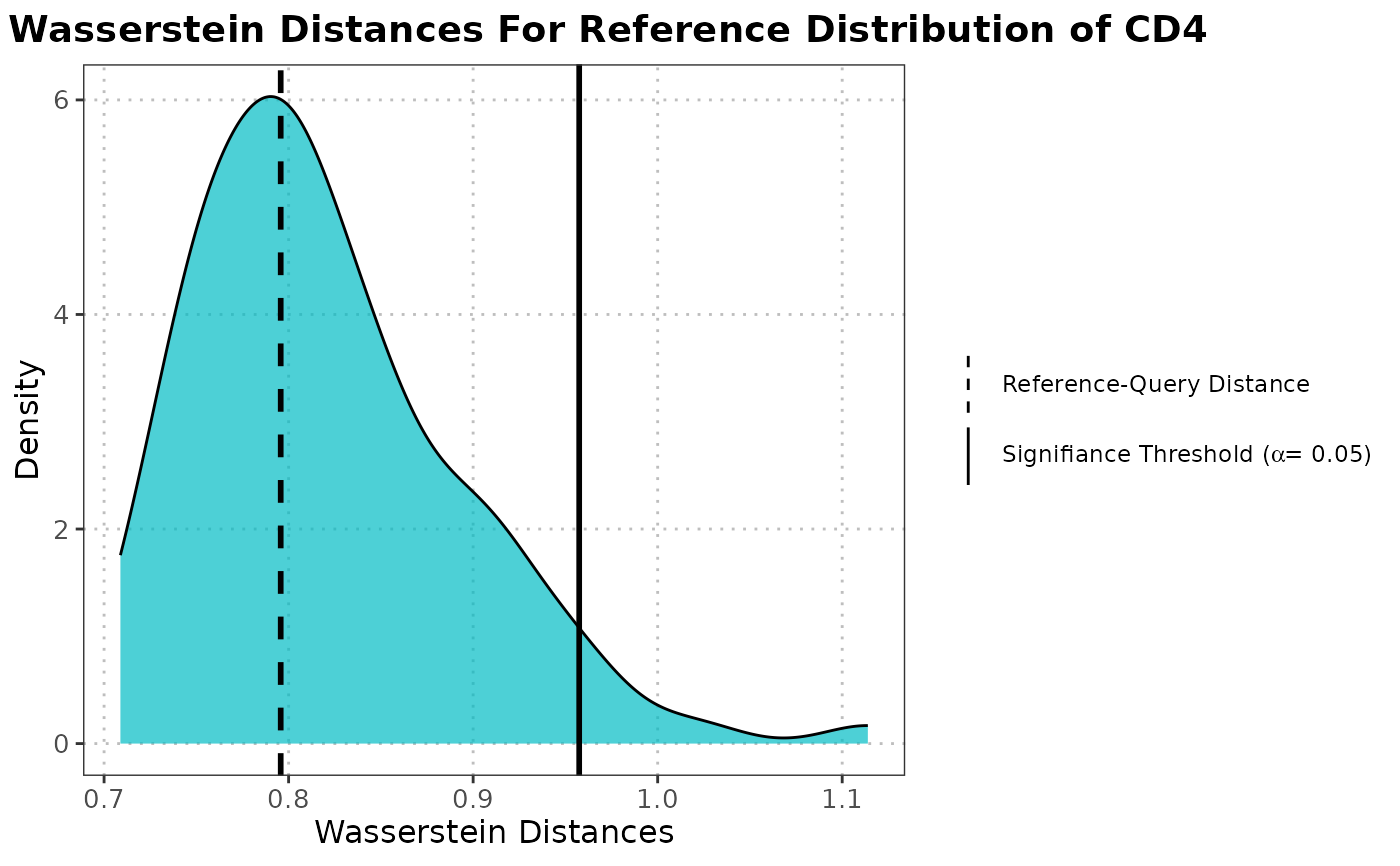 Wasserstein Distances For Reference Distribution of CD4
6
4
2
0
Density
0.7 0.8 0.9 1.0 1.1
Wasserstein Distances
Reference-Query Distance
Signifiance Threshold (α= 0.05)